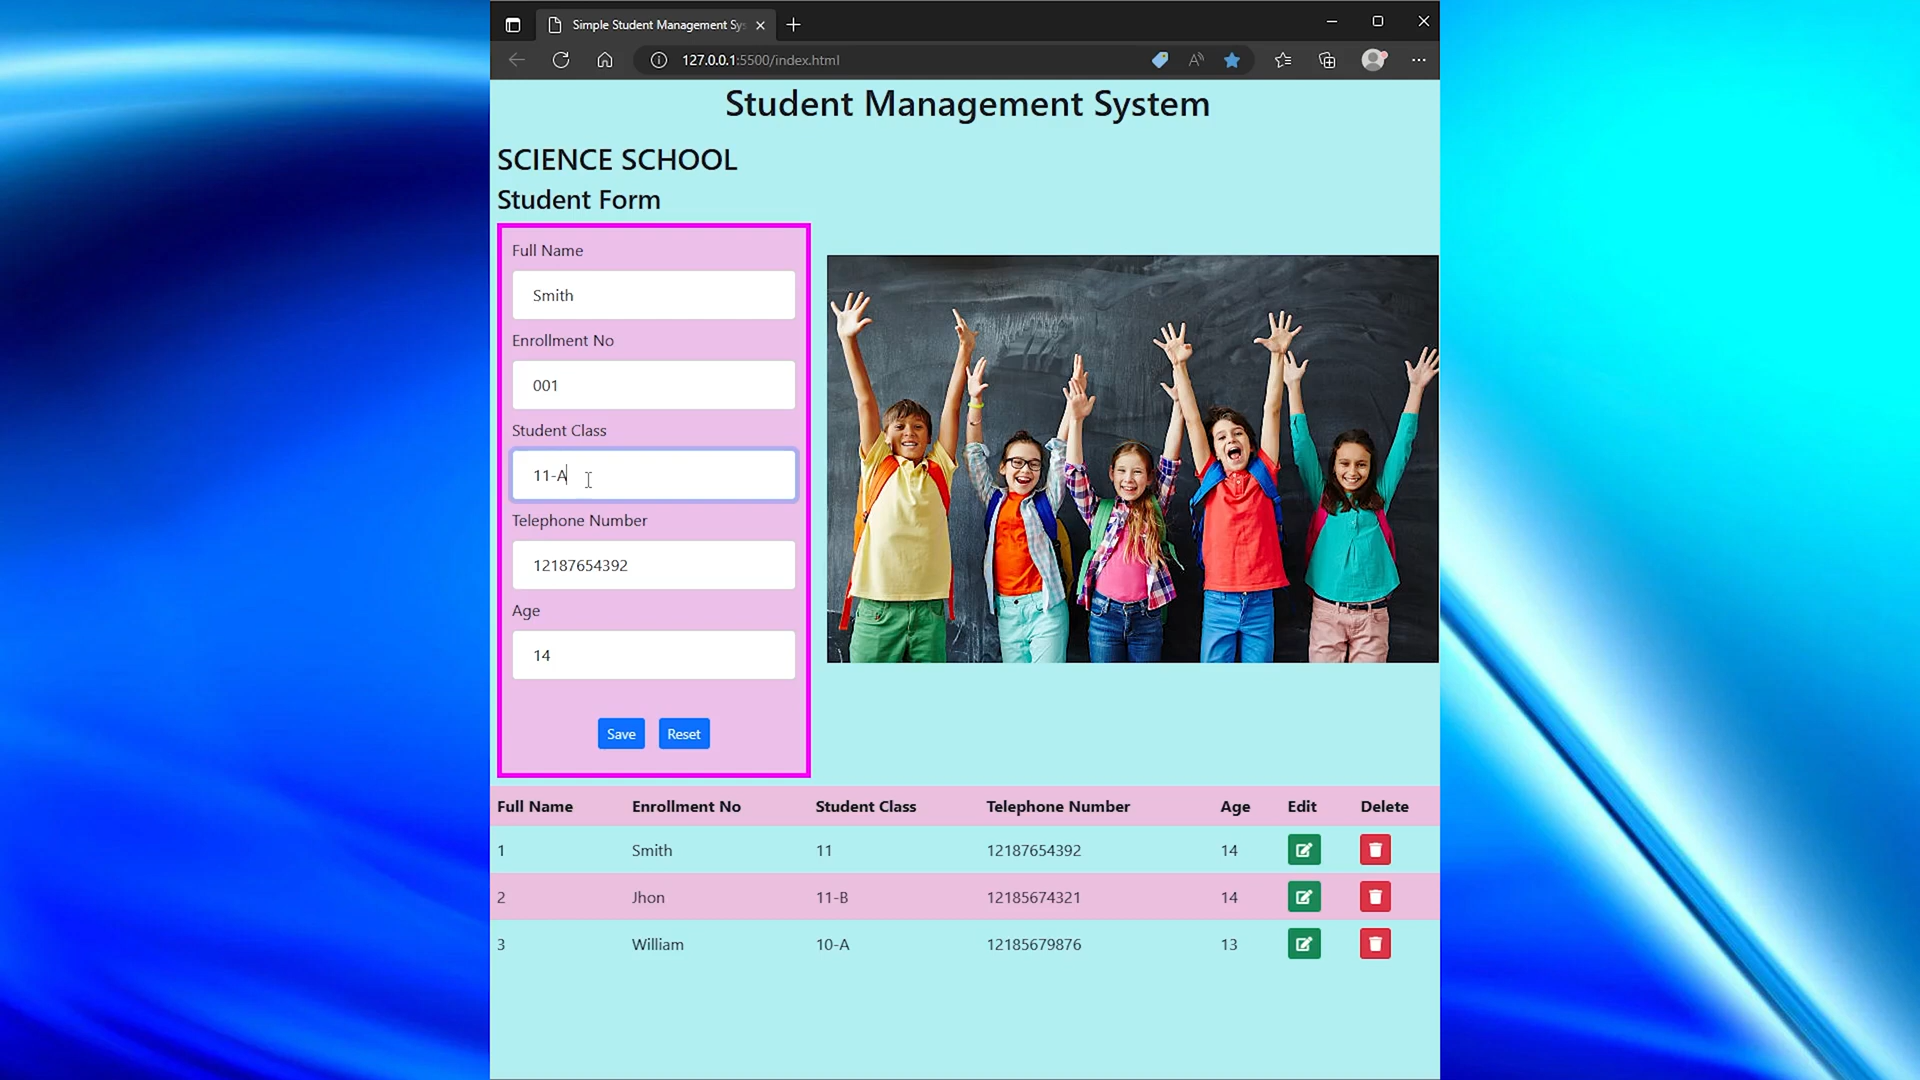 Simple Student Management Sy
127.0.0.1:5500/index.html
Student Management System
SCIENCE SCHOOL
Student Form
Full Name
Smith
Enrollment No
001
Student Class
11-A
Telephone Number
12187654392
Age
14
Save Reset
Full Name Enrollment No Student Class Telephone Number Age Edit Delete
1 Smith 11 12187654392 14
2 Jhon 11-B 12185674321 14
3 William 10-A 12185679876 13